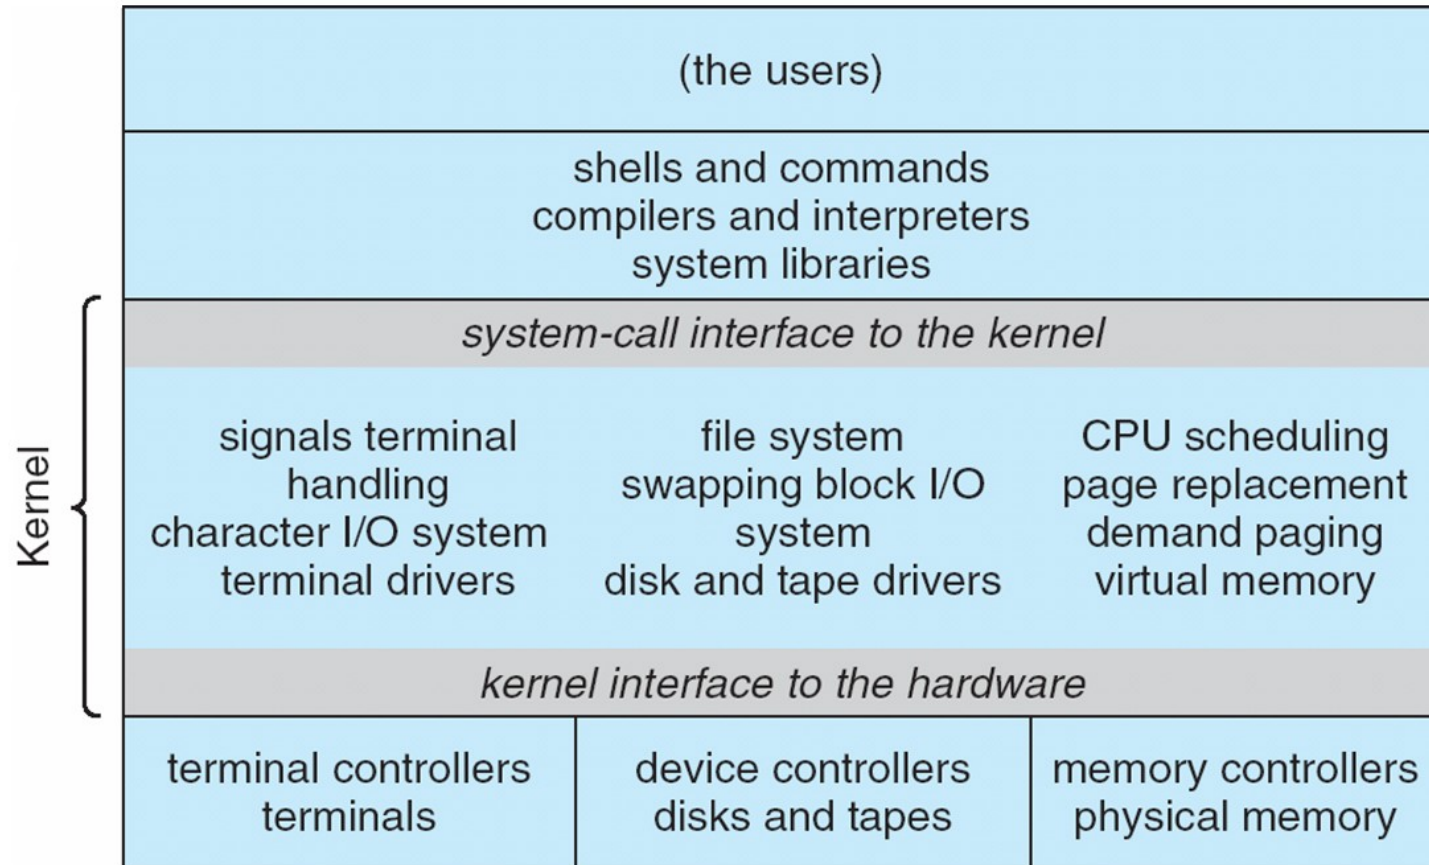 (the users)
shells and commands
compilers and interpreters
system libraries
Kernel
system-call interface to the kernel
signals terminal
handling
character I/O system
terminal drivers
file system
swapping block I/O
system
disk and tape drivers
CPU scheduling
page replacement
demand paging
virtual memory
kernel interface to the hardware
terminal controllers
terminals
device controllers
disks and tapes
memory controllers
physical memory